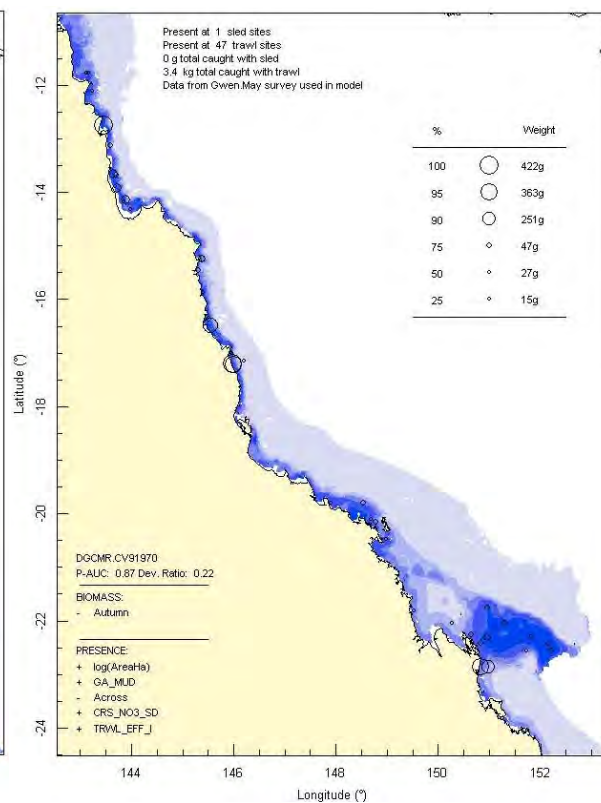 Present at 1 sled sites
Present at 47 trawl sites
0 g total caught with sled
3.4 kg total caught with trawl
Data from Gwen.May survey used in model
% Weight
100 422g
95 363g
90 251g
75 47g
50 27g
25 15g
-12
-14
-16
-18
-20
-22
-24
Latitude (°)
DGCMR.CV91970
P-AUC: 0.87 Dev. Ratio: 0.22
BIOMASS:
- Autumn
PRESENCE:
+ log(AreaHa)
+ GA_MUD
- Across
+ CRS_NO3_SD
+ TRWL_EFF_I
144 146 148 150 152
Longitude (°)